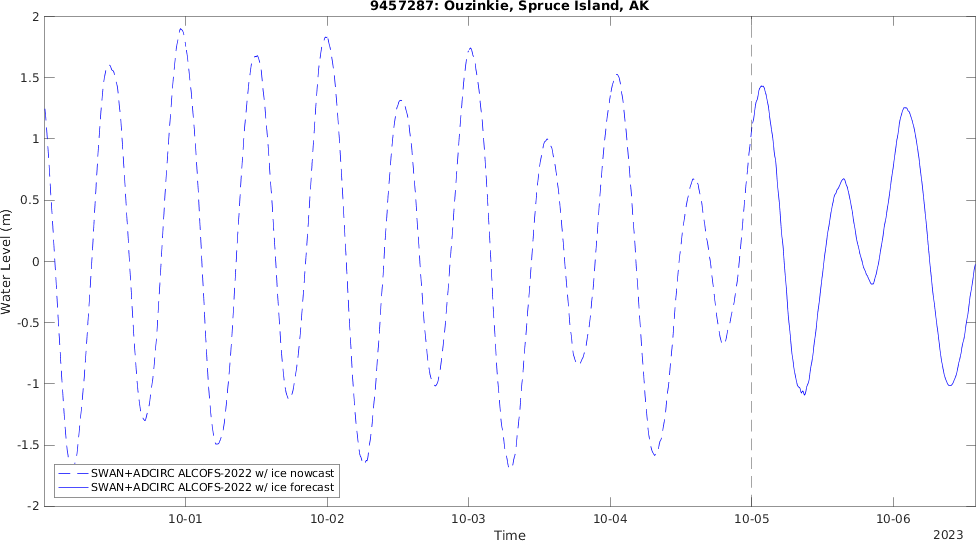 9457287: Ouzinkie, Spruce Island, AK
2
1.5
1
0.5
0
-0.5
-1
-1.5
-2
Water Level (m)
SWAN+ADCIRC ALCOFS-2022 w/ ice nowcast
SWAN+ADCIRC ALCOFS-2022 w/ ice forecast
10-01 10-02 10-03 10-04 10-05 10-06
Time
2023